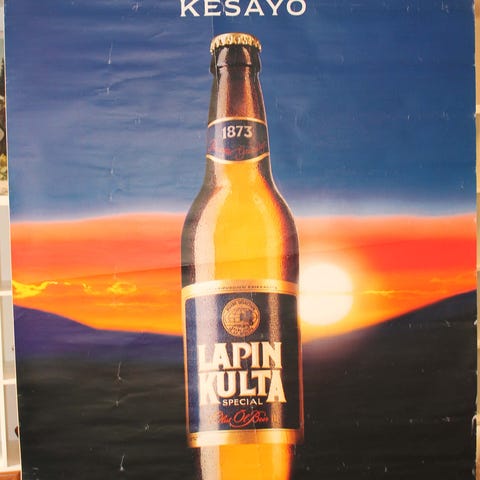 KESAYO
1873
LAPIN
KULTA
SPECIAL